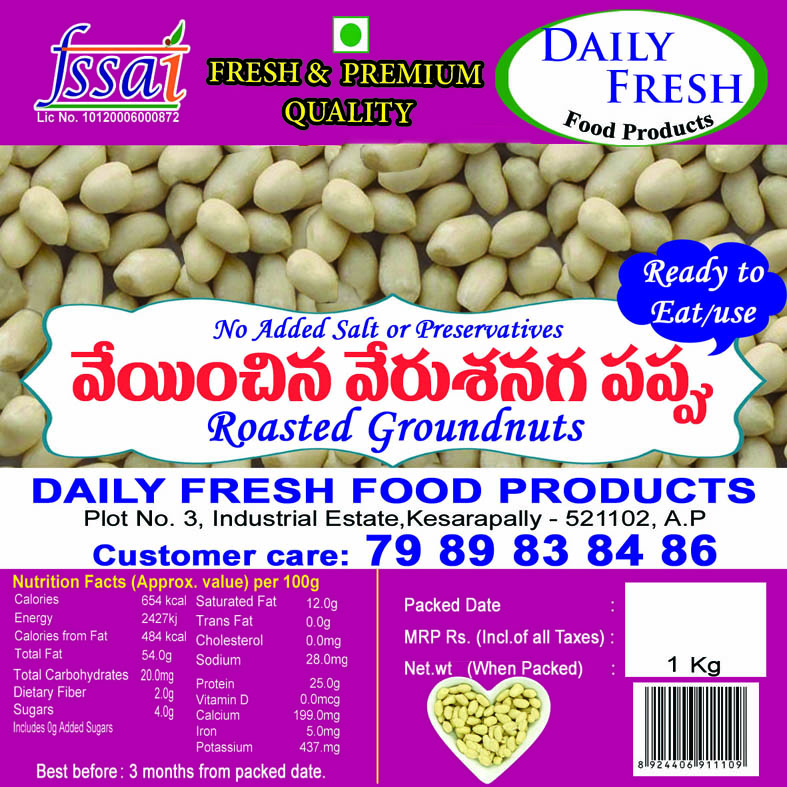 fssai
Lic No. 10120006000872
FRESH & PREMIUM
QUALITY
DAILY
FRESH
Food Products
Ready to
Eat/use
No Added Salt or Preservatives
వేయించిన వేరుశనగ పప్పు
Roasted Groundnuts
DAILY FRESH FOOD PRODUCTS
Plot No. 3, Industrial Estate,Kesarapally - 521102, A.P
Customer care: 79 89 83 84 86
Nutrition Facts (Approx. value) per 100g
Calories 654 kcal
Energy 2427kj
Calories from Fat 484 kcal
Total Fat 54.0g
Total Carbohydrates 20.0mg
Dietary Fiber 2.0g
Sugars 4.0g
Includes 0g Added Sugars
Saturated Fat 12.0g
Trans Fat 0.0g
Cholesterol 0.0mg
Sodium 28.0mg
Protein 25.0g
Vitamin D 0.0mcg
Calcium 199.0mg
Iron 5.0mg
Potassium 437.mg
Best before : 3 months from packed date.
Packed Date :
MRP Rs. (Incl.of all Taxes) :
Net.wt (When Packed) : 1 Kg
8 924406 911109